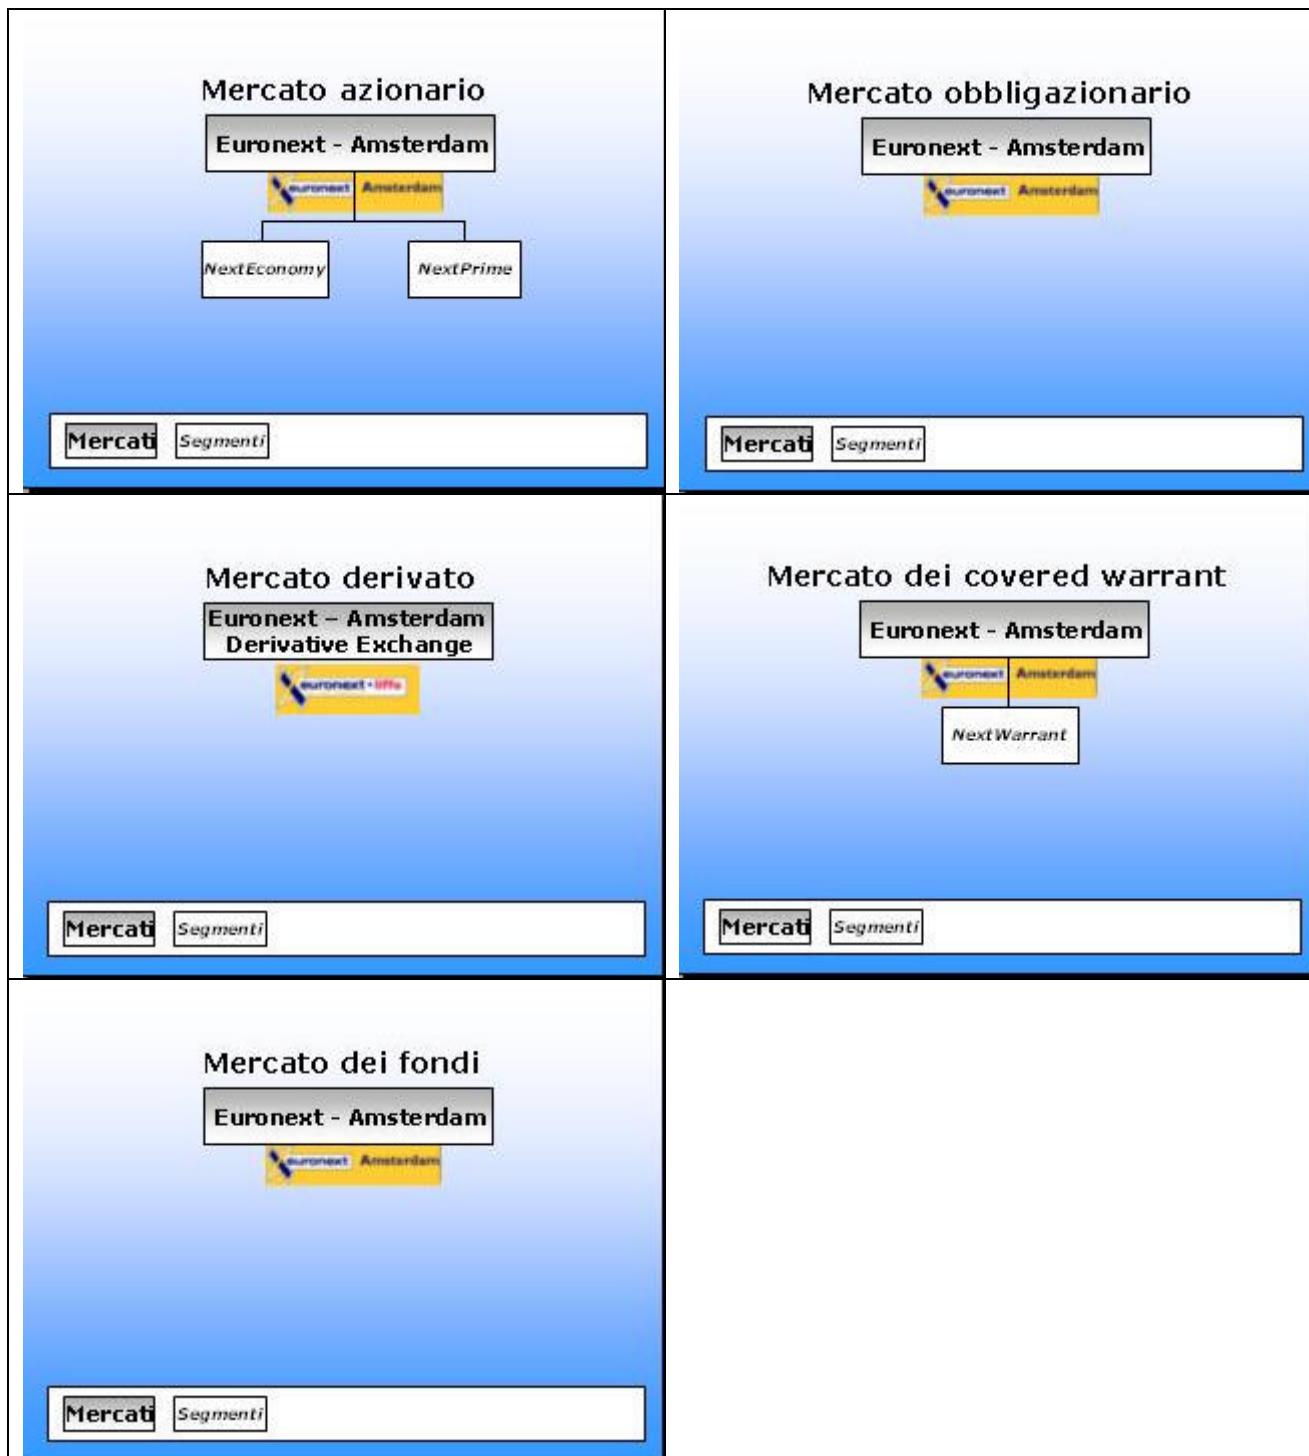 Mercato azionario
Euronext - Amsterdam
euronext Amsterdam
NextEconomy NextPrime
Mercati Segmenti
Mercato obbligazionario
Euronext - Amsterdam
euronext Amsterdam
Mercati Segmenti
Mercato derivato
Euronext – Amsterdam
Derivative Exchange
euronext·liffe
Mercati Segmenti
Mercato dei covered warrant
Euronext - Amsterdam
euronext Amsterdam
NextWarrant
Mercati Segmenti
Mercato dei fondi
Euronext - Amsterdam
euronext Amsterdam
Mercati Segmenti